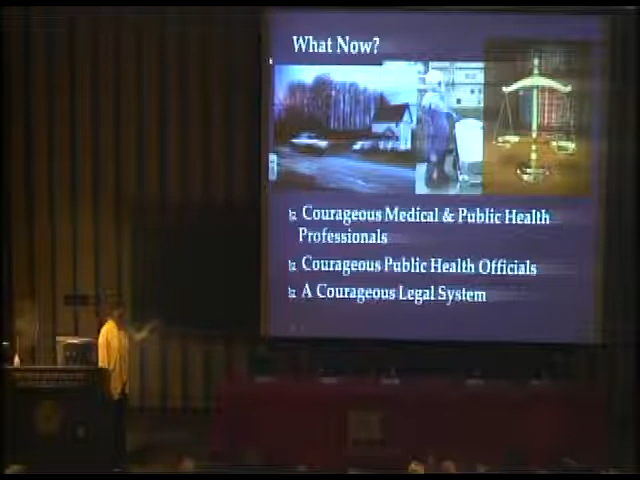 What Now?
Courageous Medical & Public Health
Professionals
Courageous Public Health Officials
A Courageous Legal System